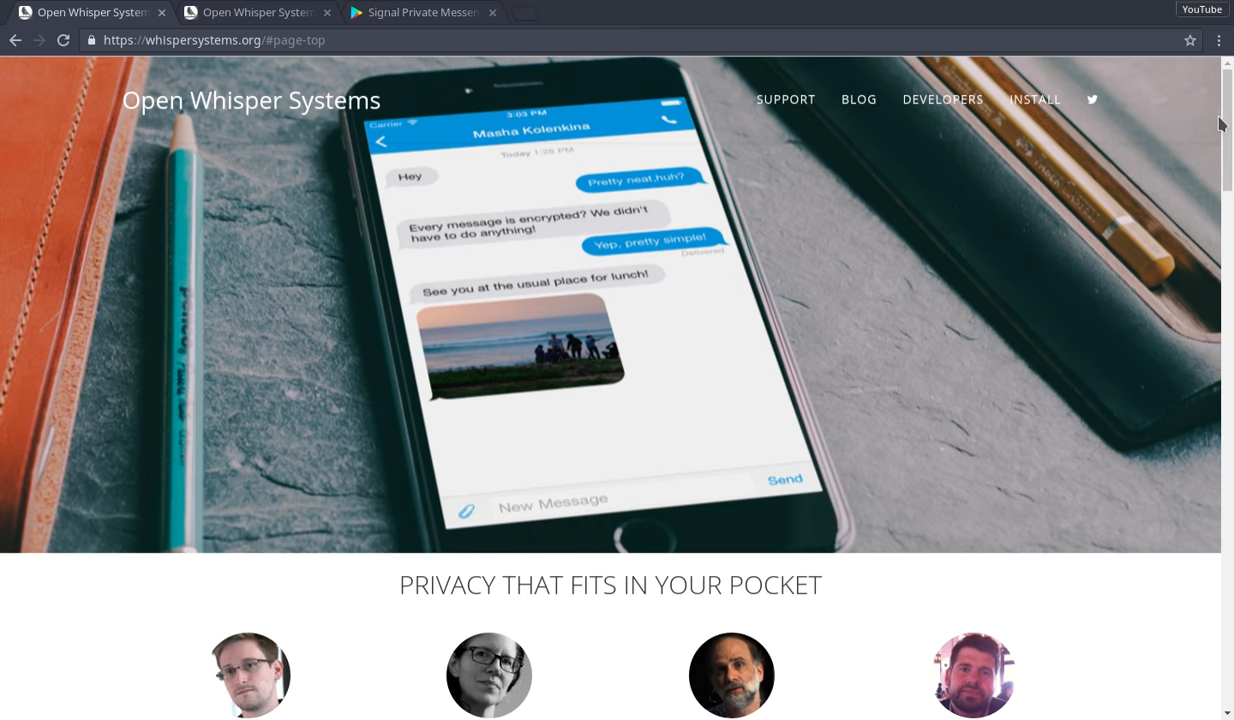 Open Whisper System
Open Whisper System
Signal Private Messen
YouTube
https://whispersystems.org/#page-top
Open Whisper Systems
SUPPORT
BLOG
DEVELOPERS
INSTALL
Carrier
3:03 PM
Masha Kolenkina
Today 1:28 PM
Hey
Pretty neat,huh?
Every message is encrypted? We didn't
have to do anything!
Yep, pretty simple!
Delivered
See you at the usual place for lunch!
New Message
Send
PRIVACY THAT FITS IN YOUR POCKET